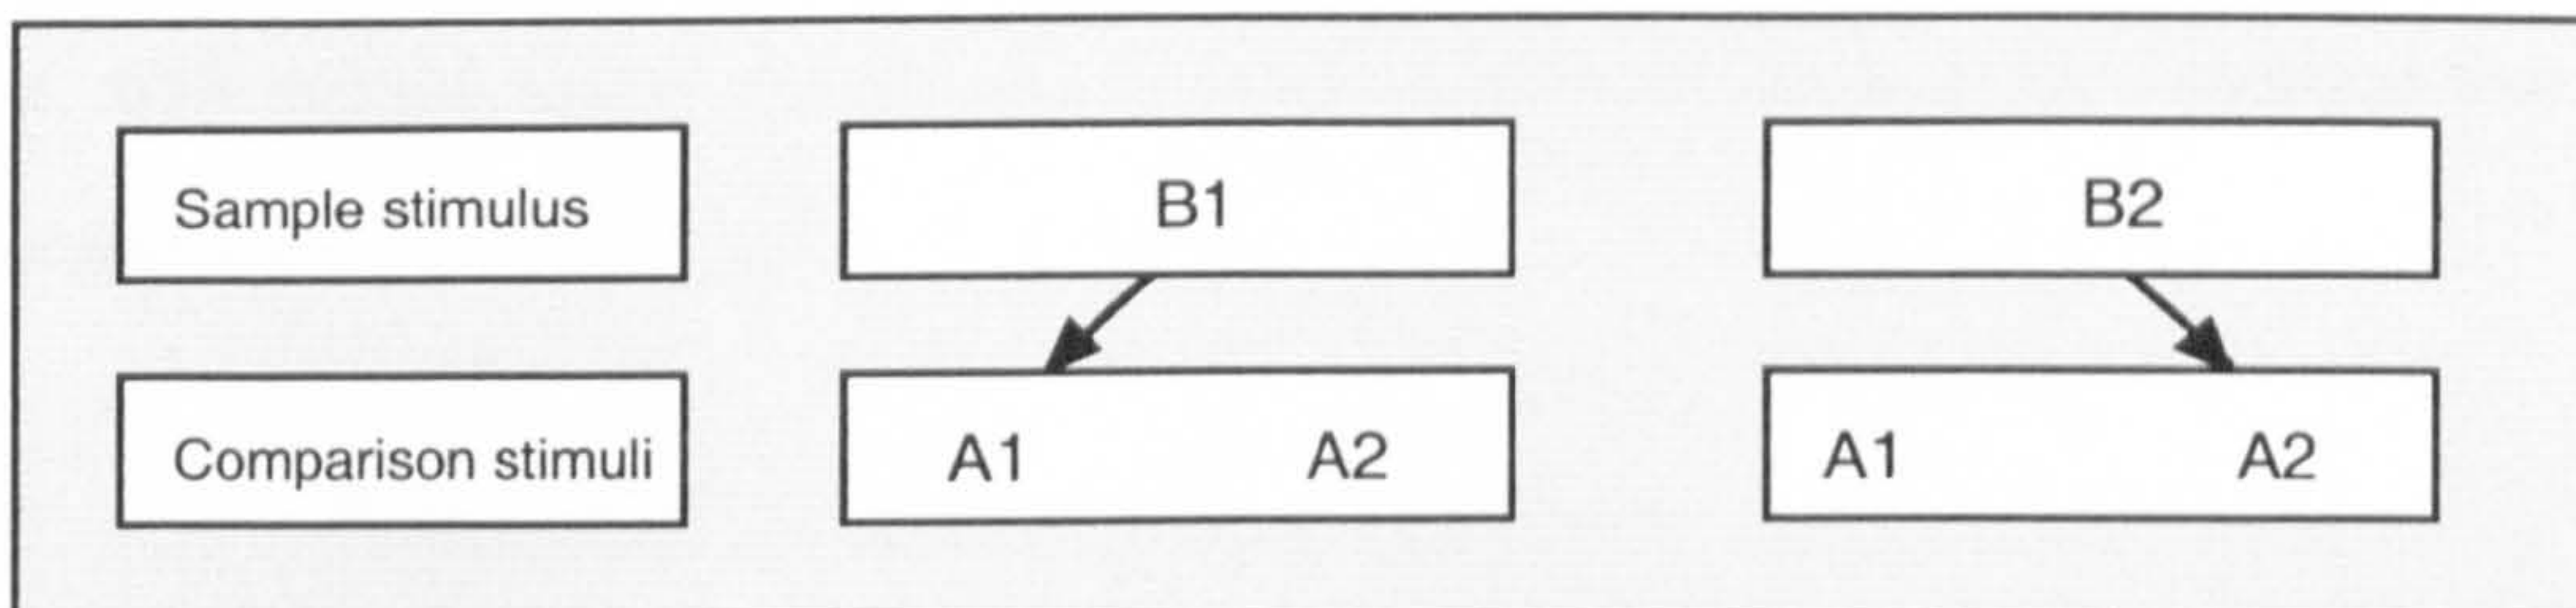 Sample stimulus B1 B2
Comparison stimuli A1 A2 A1 A2